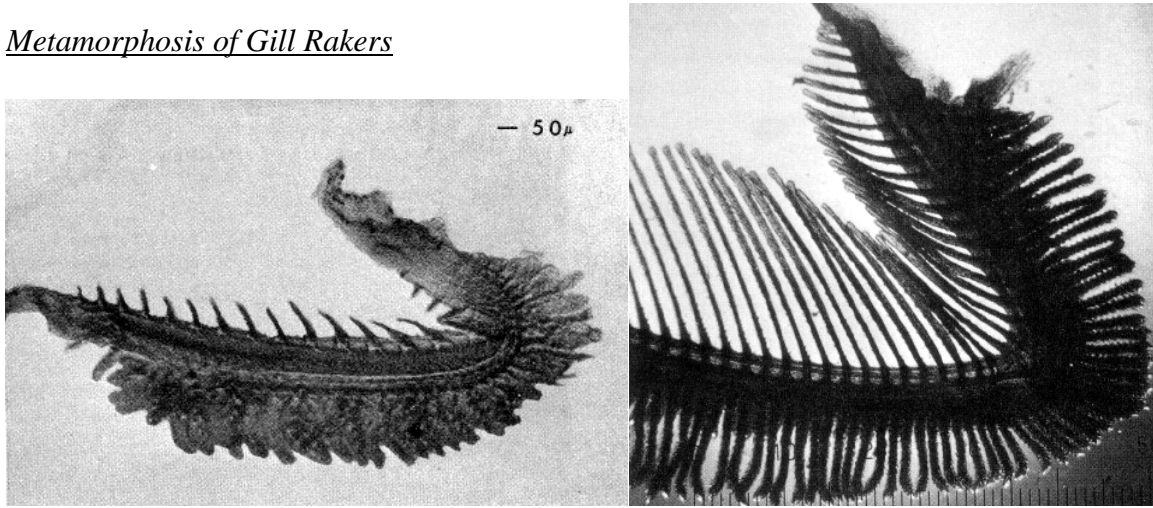 Metamorphosis of Gill Rakers
— 50μ